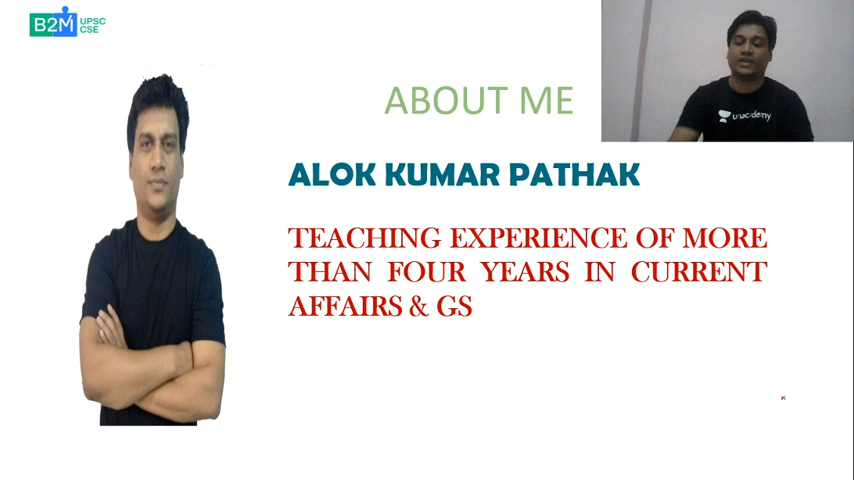 B2M UPSC
CSE
ABOUT ME
unacademy
ALOK KUMAR PATHAK
TEACHING EXPERIENCE OF MORE
THAN FOUR YEARS IN CURRENT
AFFAIRS & GS